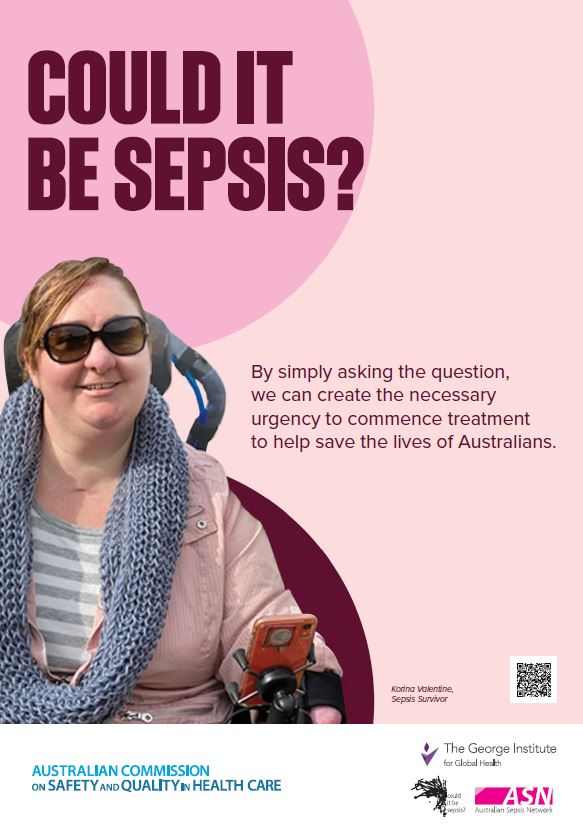 COULD IT
BE SEPSIS?
By simply asking the question,
we can create the necessary
urgency to commence treatment
to help save the lives of Australians.
Korina Valentine,
Sepsis Survivor
The George Institute
for Global Health
AUSTRALIAN COMMISSION
ON SAFETY AND QUALITY IN HEALTH CARE
could
it be
sepsis?
ASN
Australian Sepsis Network